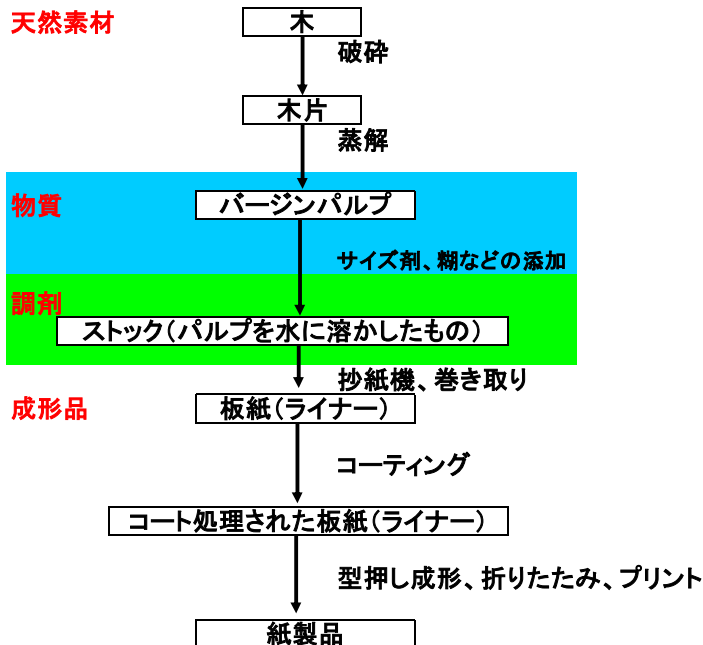 天然素材
木
破砕
木片
蒸解
物質
バージンパルプ
サイズ剤、糊などの添加
調剤
ストック(パルプを水に溶かしたもの)
抄紙機、巻き取り
成形品
板紙(ライナー)
コーティング
コート処理された板紙(ライナー)
型押し成形、折りたたみ、プリント
紙製品